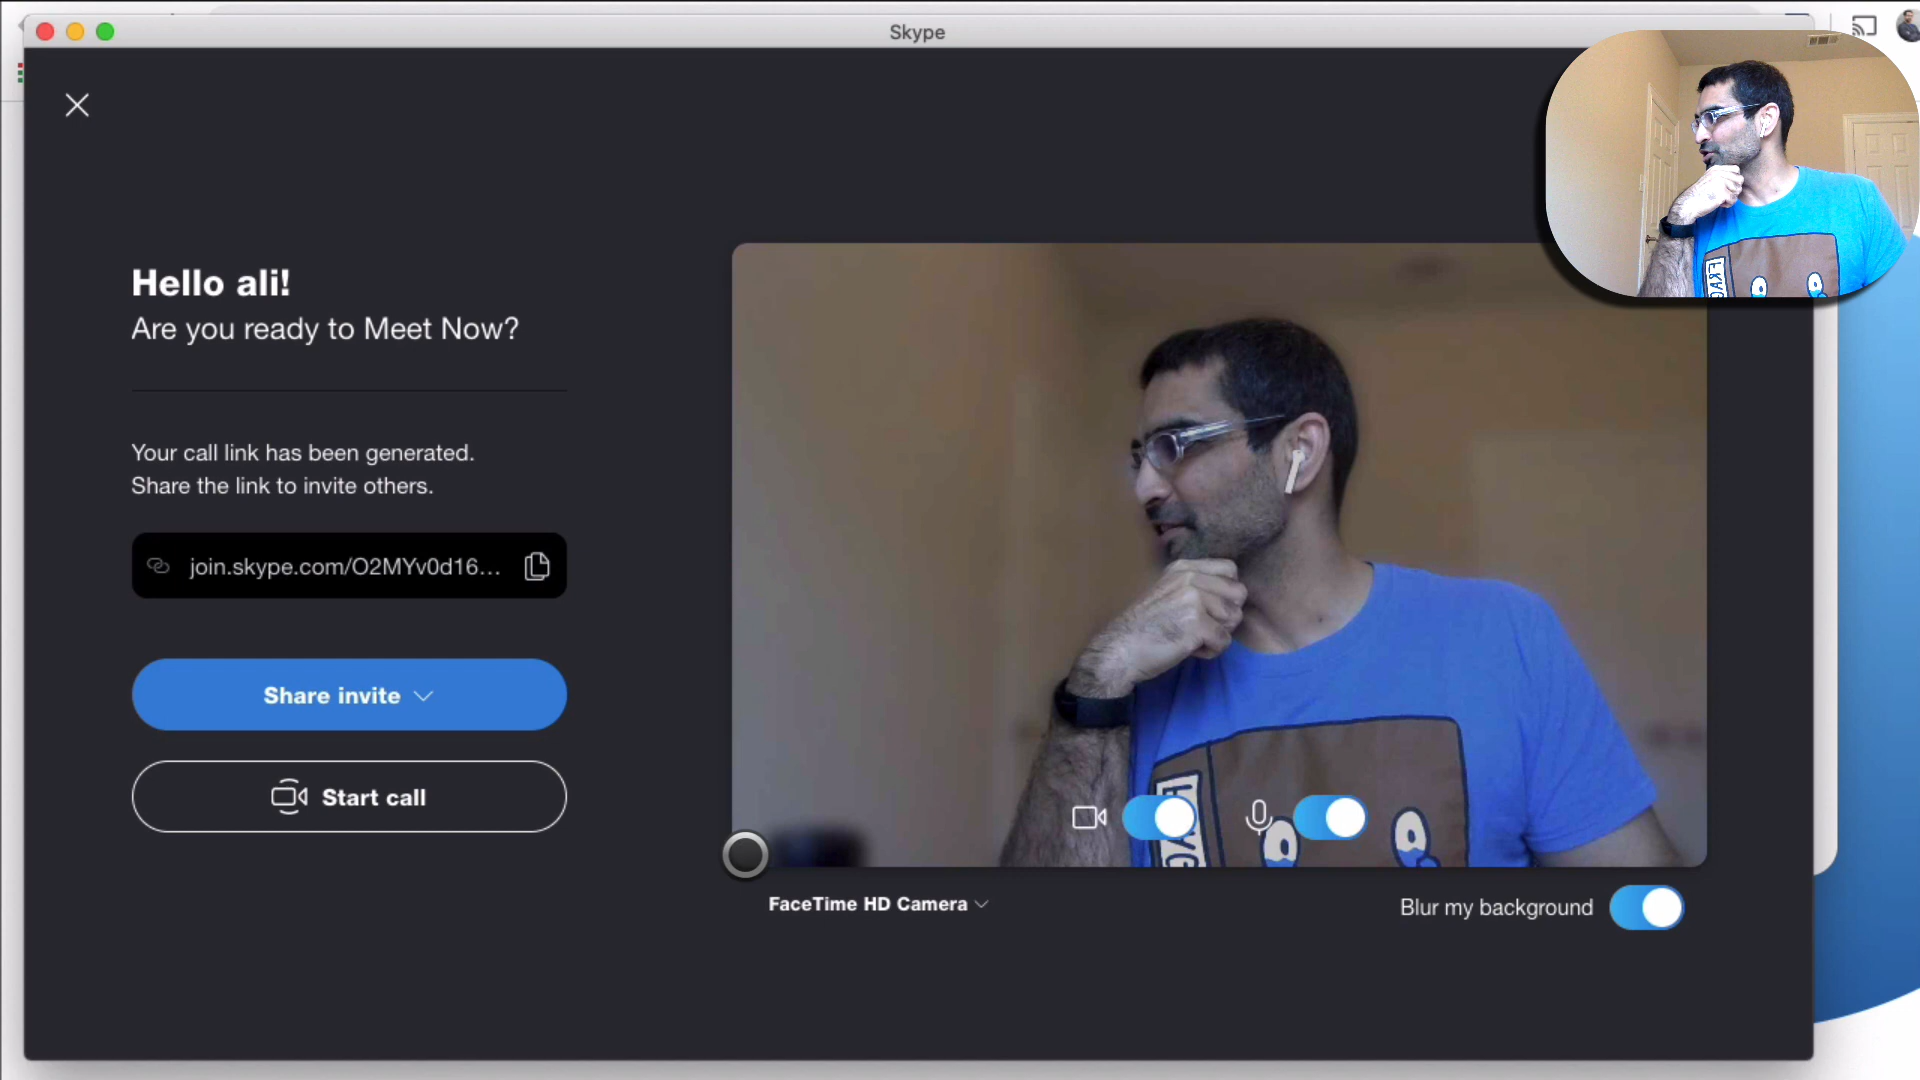 Skype
Hello ali!
Are you ready to Meet Now?
Your call link has been generated.
Share the link to invite others.
join.skype.com/O2MYv0d16...
Share invite
Start call
FaceTime HD Camera
Blur my background